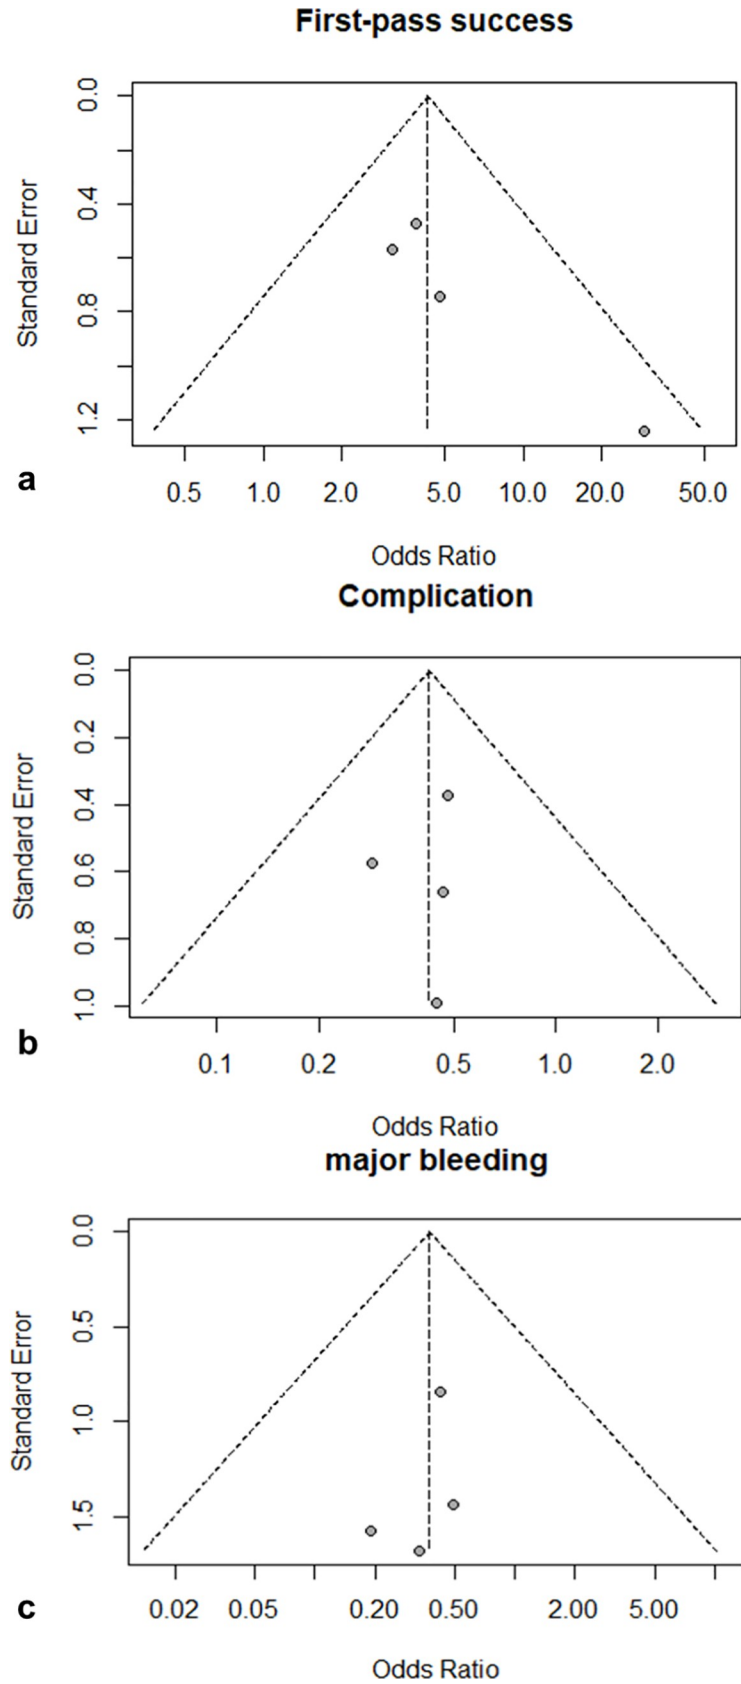 First-pass success
Standard Error
0.0
0.4
0.8
1.2
0.5 1.0 2.0 5.0 10.0 20.0 50.0
a
Odds Ratio
Complication
Standard Error
0.0
0.2
0.4
0.6
0.8
1.0
0.1 0.2 0.5 1.0 2.0
b
Odds Ratio
major bleeding
Standard Error
0.0
0.5
1.0
1.5
0.02 0.05 0.20 0.50 2.00 5.00
c
Odds Ratio